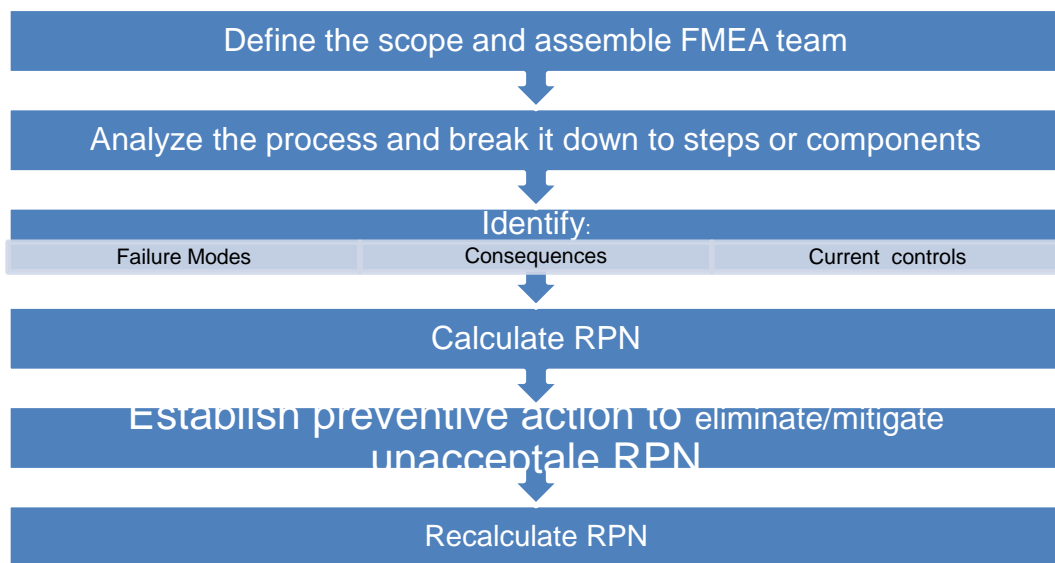 Define the scope and assemble FMEA team
Analyze the process and break it down to steps or components
Identify:
Failure Modes
Consequences
Current controls
Calculate RPN
Establish preventive action to eliminate/mitigate
unacceptale RPN
Recalculate RPN